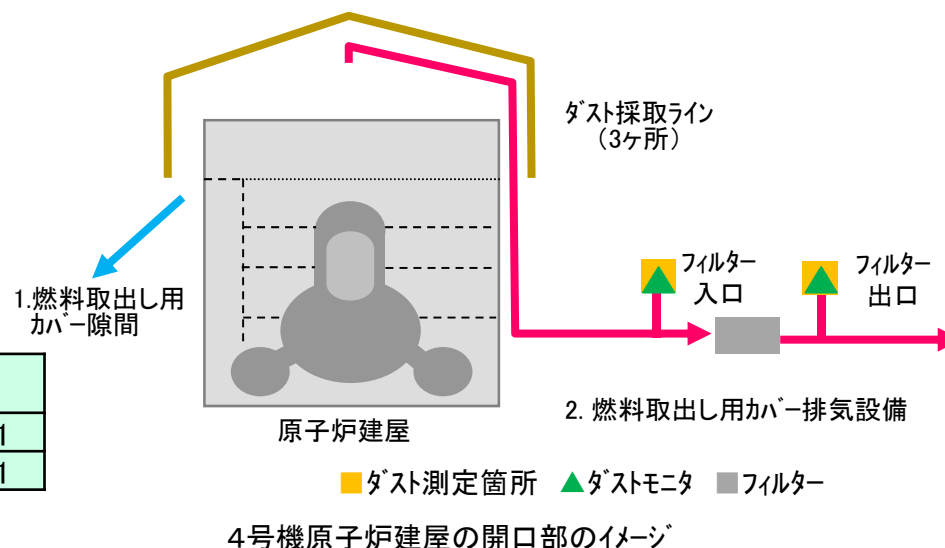 ダスト採取ライン
（3ヶ所）
フィルター
入口
フィルター
出口
1.燃料取出し用
カバー隙間
1
1
原子炉建屋
2. 燃料取出し用カバー排気設備
ダスト測定箇所 ダストモニタ フィルター
4号機原子炉建屋の開口部のイメージ